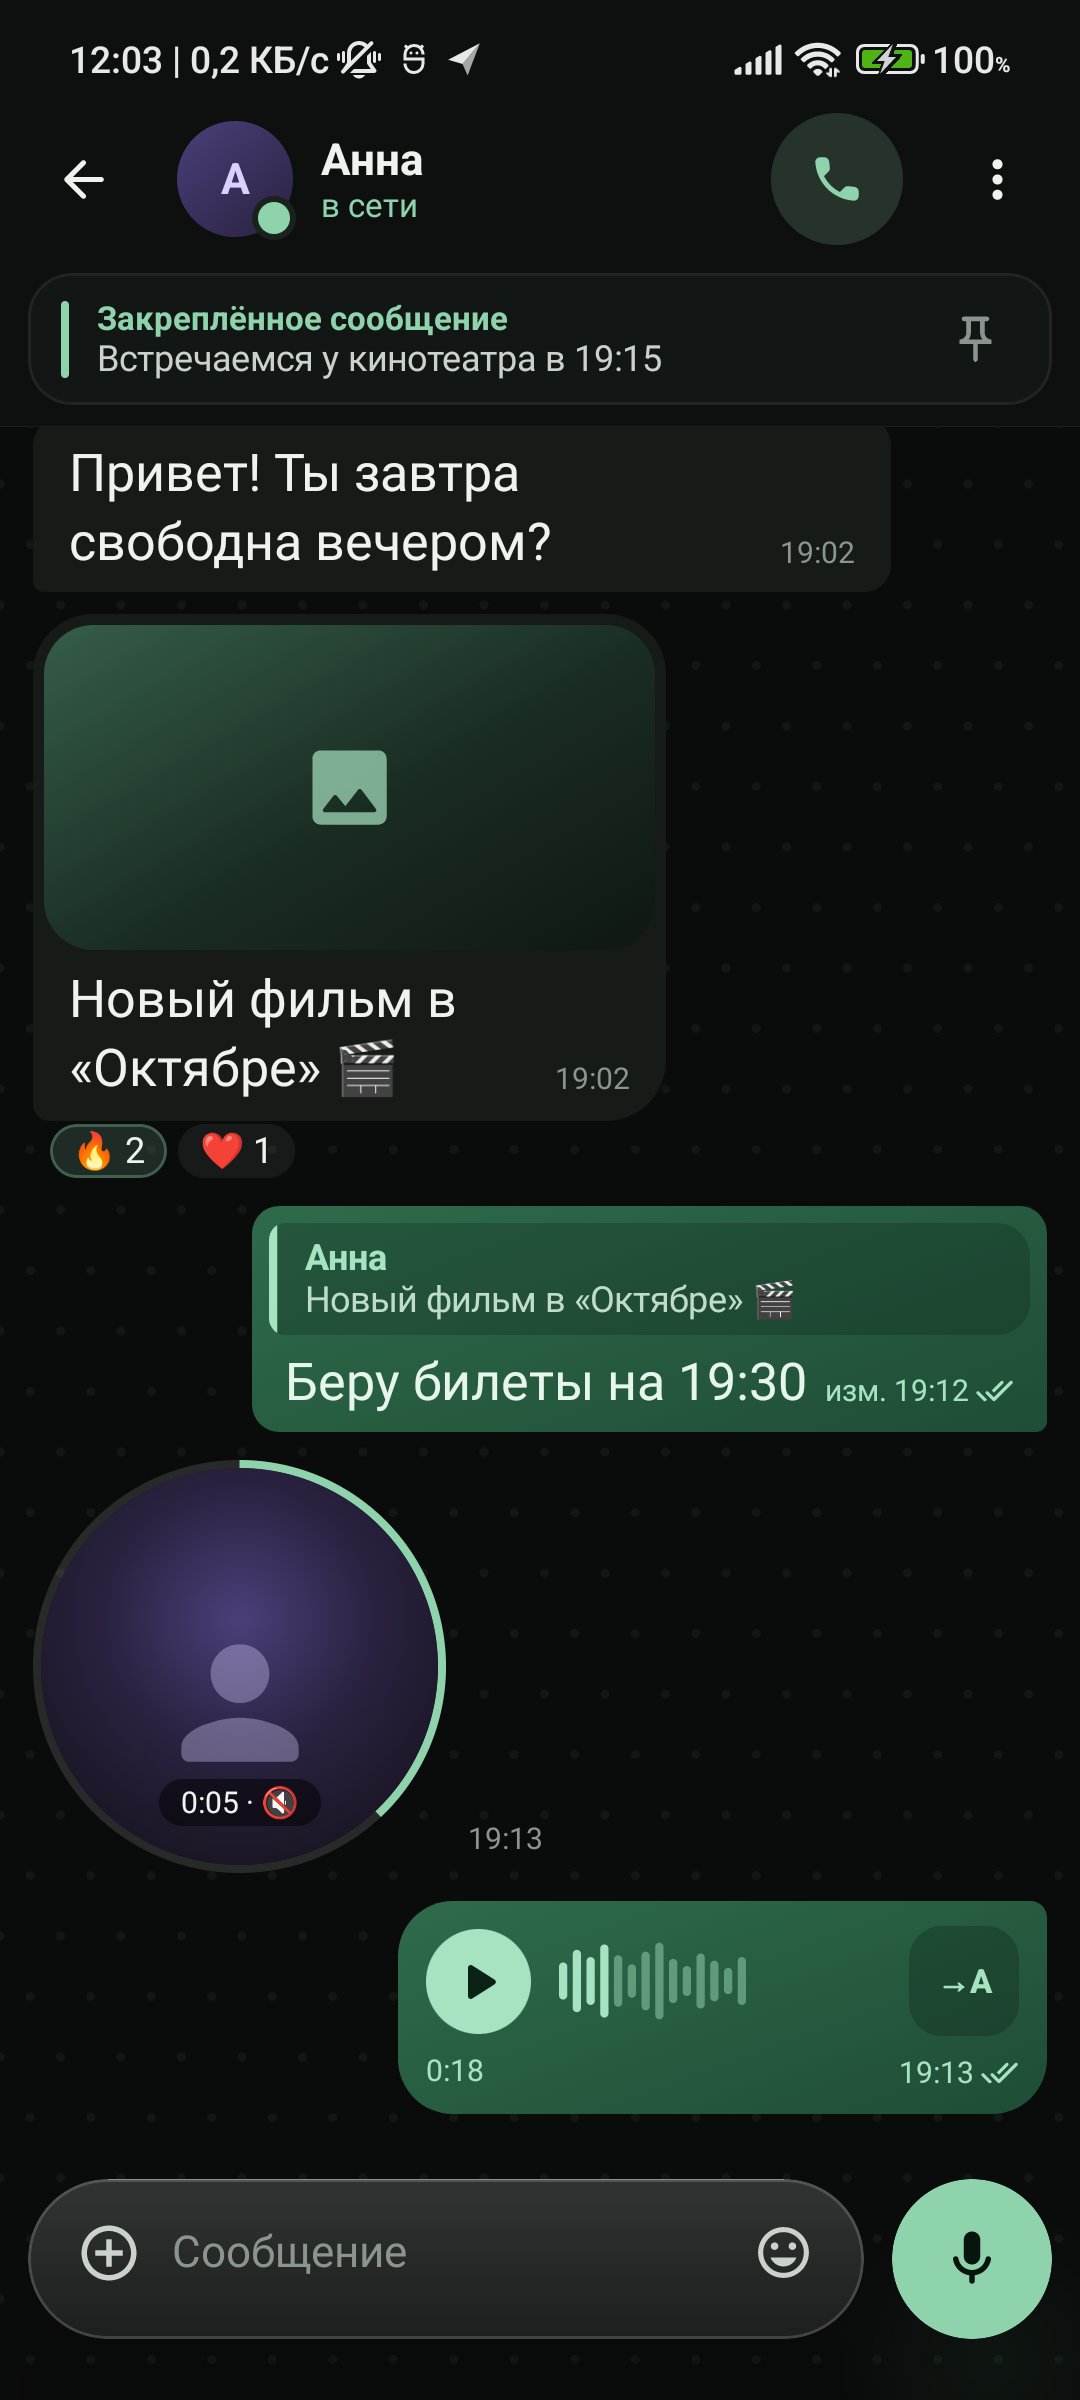 12:03 | 0,2 КБ/с
100%
А
Анна
в сети
Закреплённое сообщение
Встречаемся у кинотеатра в 19:15
Привет! Ты завтра
свободна вечером?
19:02
Новый фильм в
«Октябре» 🎬
19:02
🔥 2 ❤️ 1
Анна
Новый фильм в «Октябре» 🎬
Беру билеты на 19:30
изм. 19:12
0:05 · 🔇
19:13
→A
0:18
19:13
Сообщение